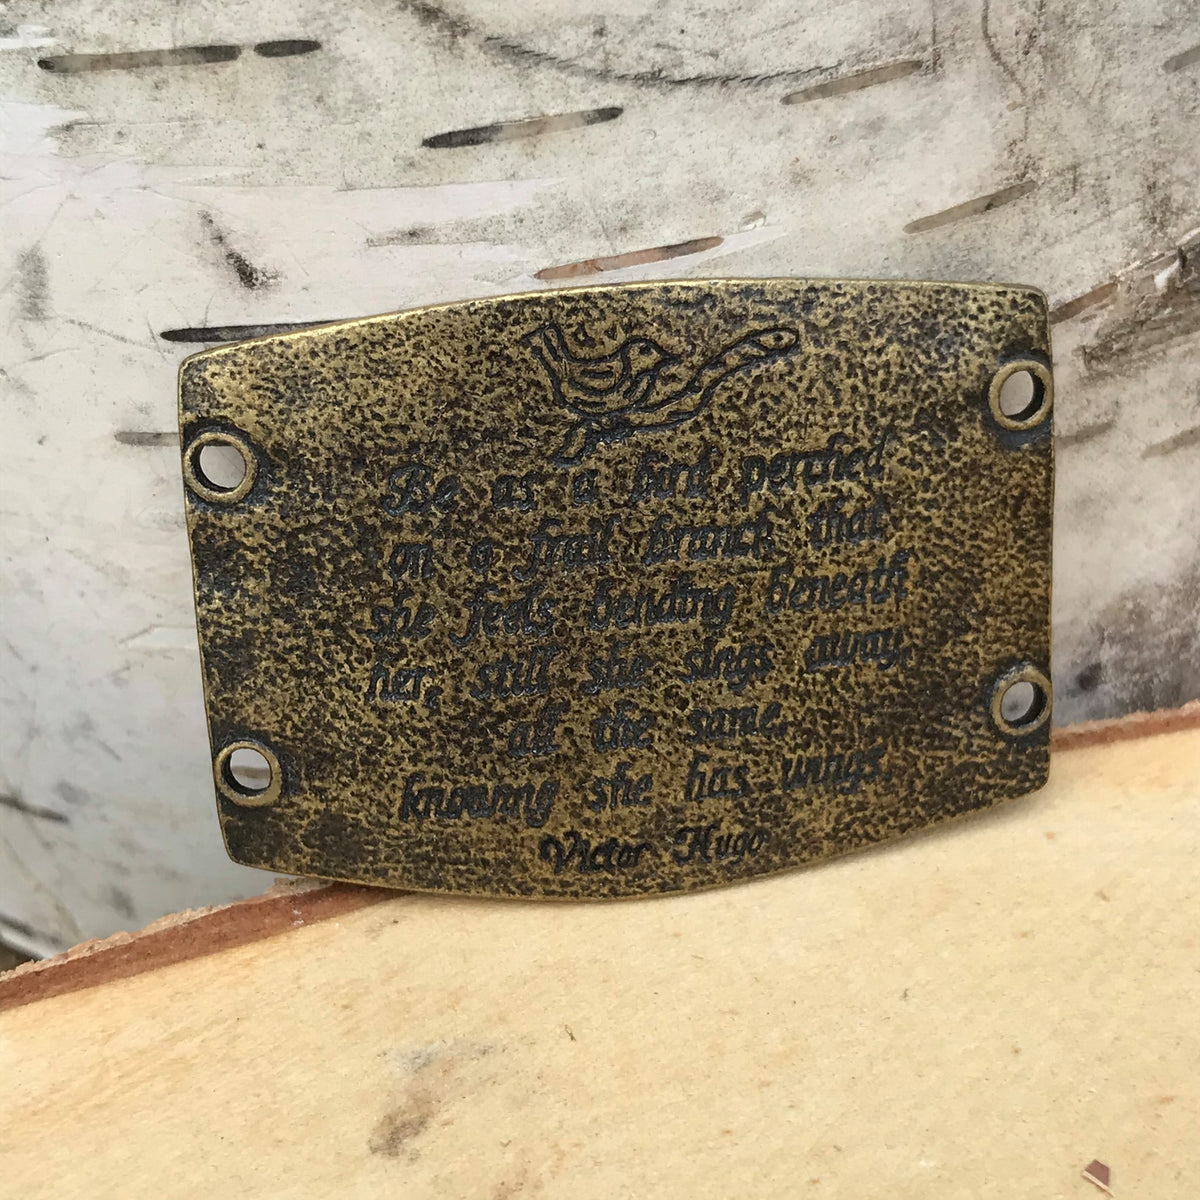 Be as a bird perched
on a frail branch that
she feels bending beneath
her, still she sings away,
all the same,
knowing she has wings.
Victor Hugo